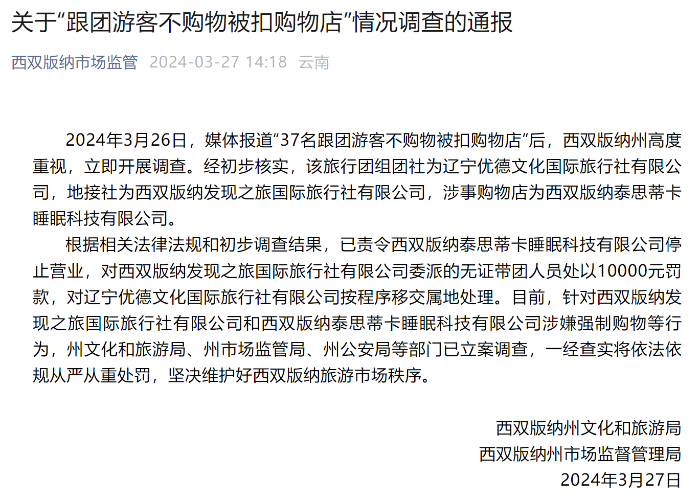 关于“跟团游客不购物被扣购物店”情况调查的通报
西双版纳市场监管 2024-03-27 14:18 云南
2024年3月26日，媒体报道“37名跟团游客不购物被扣购物店”后，西双版纳州高度
重视，立即开展调查。经初步核实，该旅行团组团社为辽宁优德文化国际旅行社有限公
司，地接社为西双版纳发现之旅国际旅行社有限公司，涉事购物店为西双版纳泰思蒂卡
睡眠科技有限公司。
根据相关法律法规和初步调查结果，已责令西双版纳泰思蒂卡睡眠科技有限公司停
止营业，对西双版纳发现之旅国际旅行社有限公司委派的无证带团人员处以10000元罚
款，对辽宁优德文化国际旅行社有限公司按程序移交属地处理。目前，针对西双版纳发
现之旅国际旅行社有限公司和西双版纳泰思蒂卡睡眠科技有限公司涉嫌强制购物等行
为，州文化和旅游局、州市场监管局、州公安局等部门已立案调查，一经查实将依法依
规从严从重处罚，坚决维护好西双版纳旅游市场秩序。
西双版纳州文化和旅游局
西双版纳州市场监督管理局
2024年3月27日